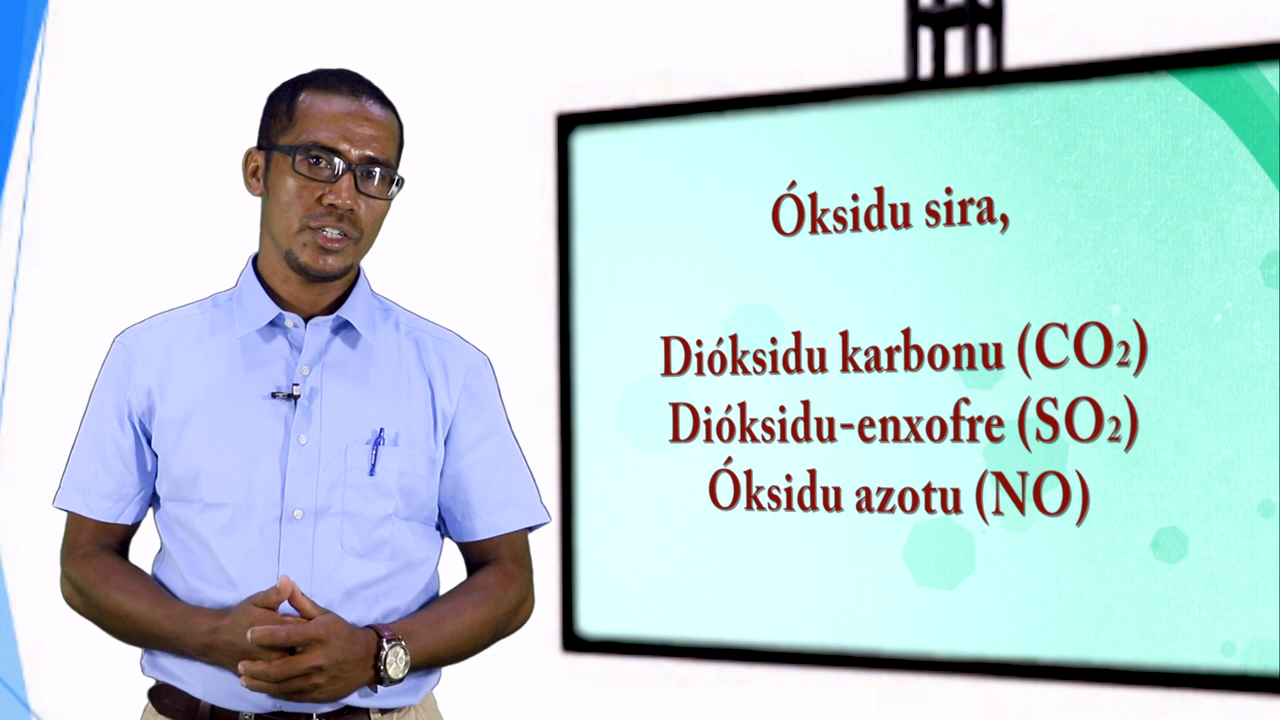 Óksidu sira,
Dióksidu karbonu (CO₂)
Dióksidu-enxofre (SO₂)
Óksidu azotu (NO)